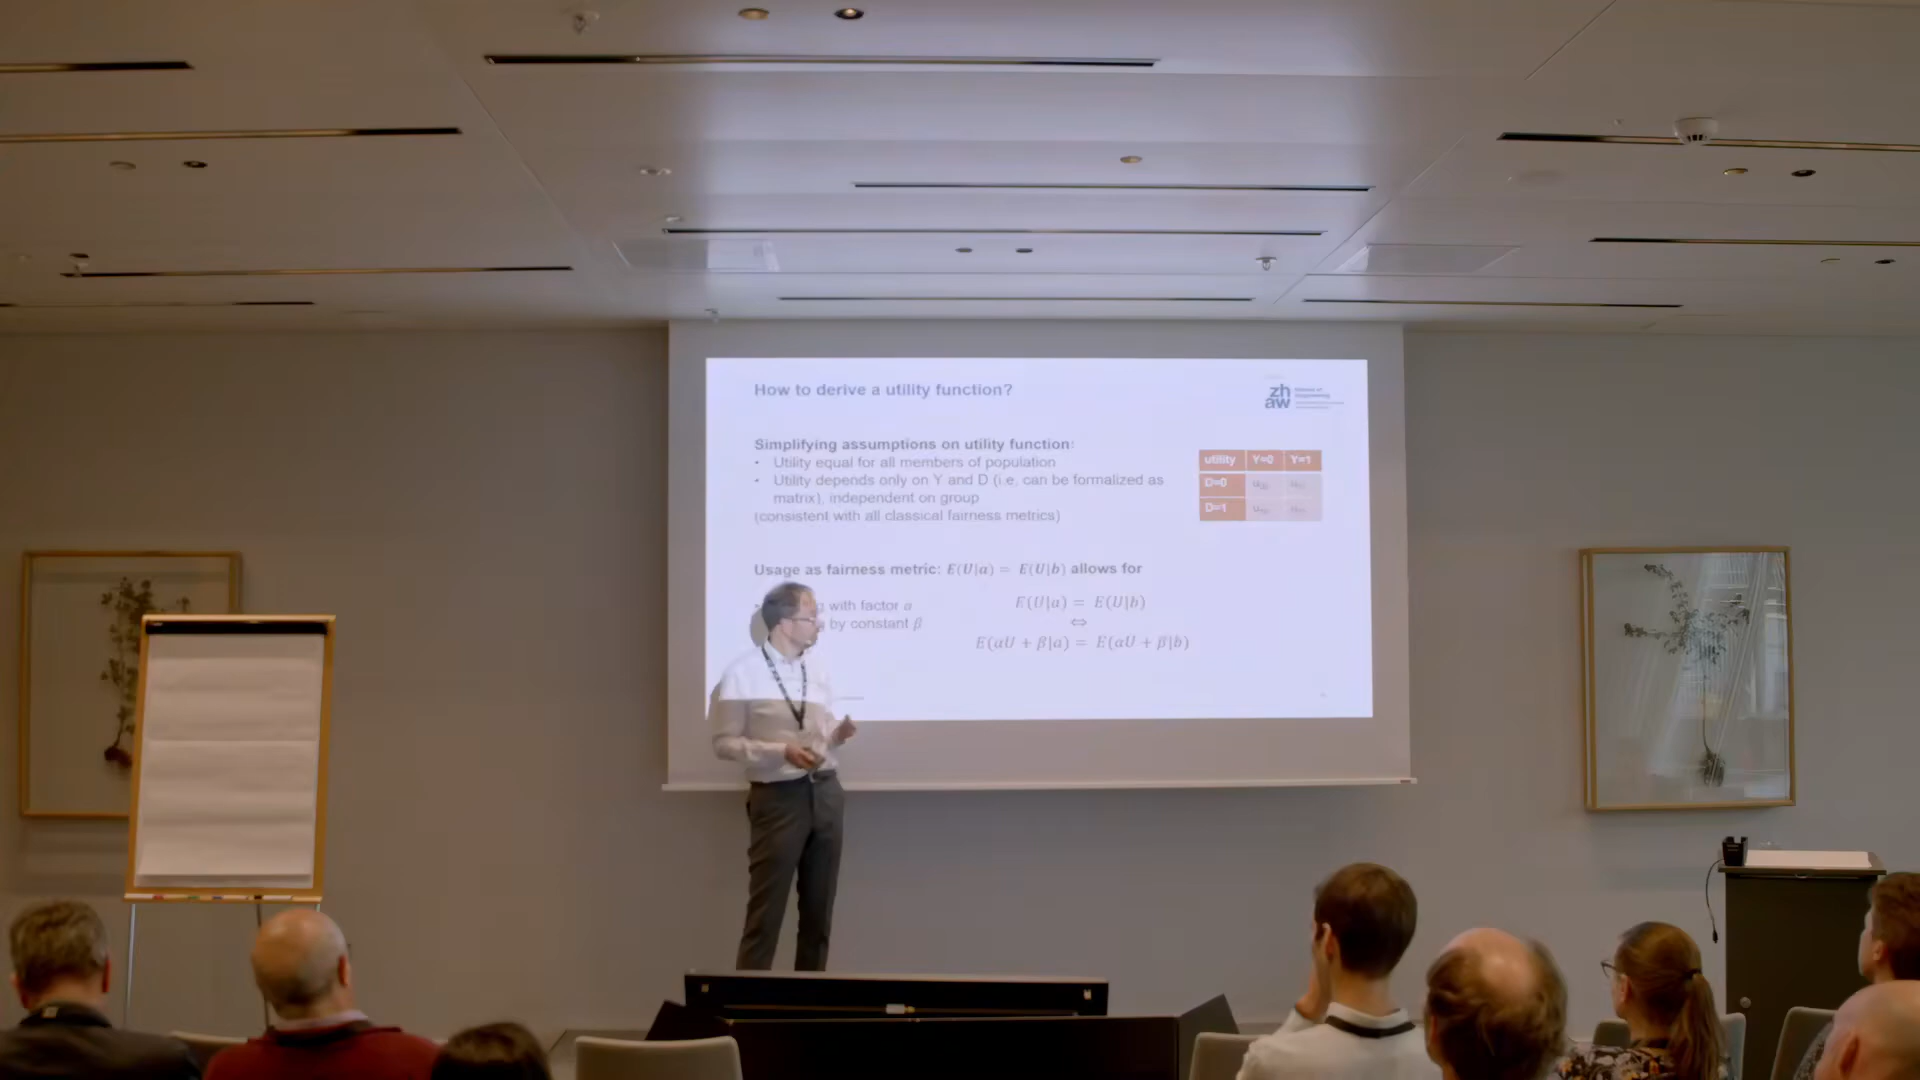 How to derive a utility function?
zh
aw
Simplifying assumptions on utility function:
• Utility equal for all members of population
• Utility depends only on Y and D (i.e. can be formalized as
matrix), independent on group
(consistent with all classical fairness metrics)
utility Y=0 Y=1
D=0
D=1
Usage as fairness metric: E(U|a) = E(U|b) allows for
with factor α
by constant β
E(U|a) = E(U|b)
⇔
E(αU + β|a) = E(αU + β|b)